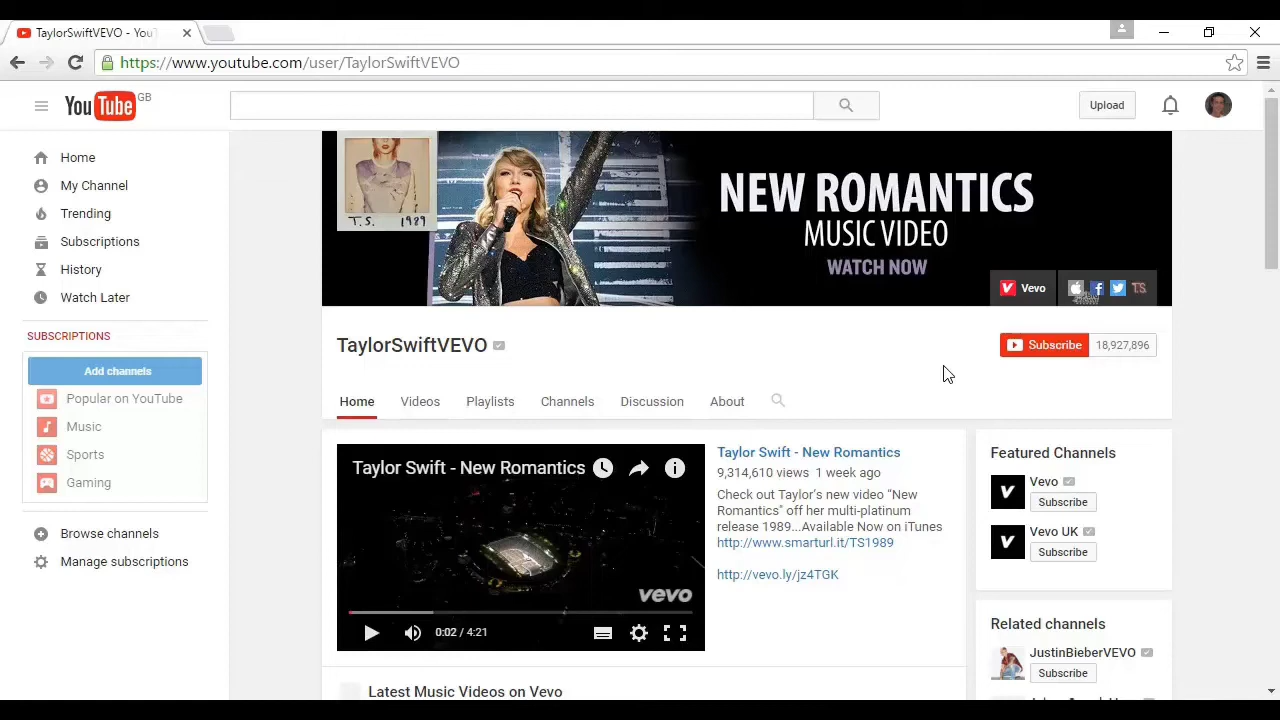 TaylorSwiftVEVO - You
https://www.youtube.com/user/TaylorSwiftVEVO
YouTube GB
Upload
Home
My Channel
Trending
Subscriptions
History
Watch Later
SUBSCRIPTIONS
Add channels
Popular on YouTube
Music
Sports
Gaming
Browse channels
Manage subscriptions
T.S. 1989
NEW ROMANTICS
MUSIC VIDEO
WATCH NOW
Vevo
TS
TaylorSwiftVEVO
Subscribe 18,927,896
Home Videos Playlists Channels Discussion About
Taylor Swift - New Romantics
vevo
0:02 / 4:21
Taylor Swift - New Romantics
9,314,610 views 1 week ago
Check out Taylor's new video “New
Romantics” off her multi-platinum
release 1989...Available Now on iTunes
http://www.smarturl.it/TS1989
http://vevo.ly/jz4TGK
Latest Music Videos on Vevo
Featured Channels
Vevo
Subscribe
Vevo UK
Subscribe
Related channels
JustinBieberVEVO
Subscribe